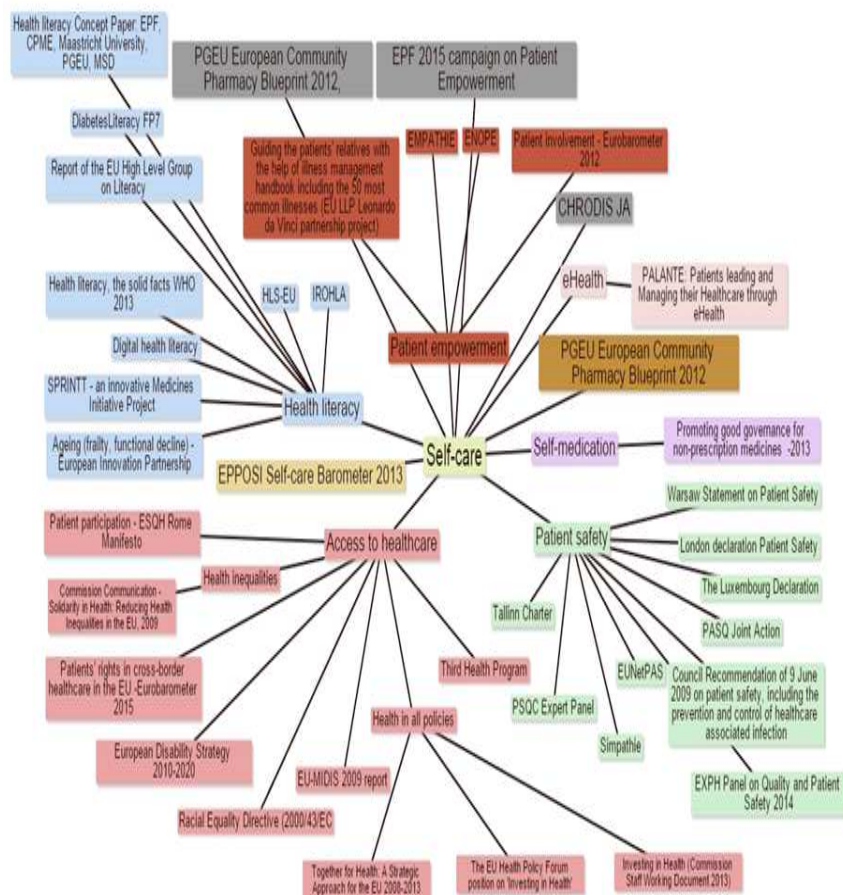 Health literacy Concept Paper: EPF,
CPME, Maastricht University,
PGEU, MSD
PGEU European Community
Pharmacy Blueprint 2012,
EPF 2015 campaign on Patient
Empowerment
DiabetesLiteracy FP7
Report of the EU High Level Group
on Literacy
Guiding the patients' relatives with
the help of illness management
handbook including the 50 most
common illnesses (EU LLP Leonardo
da Vinci partnership project)
EMPATHIE
ENOPE
Patient involvement - Eurobarometer
2012
CHRODIS JA
eHealth
PALANTE: Patients leading and
Managing their Healthcare through
eHealth
Health literacy, the solid facts WHO
2013
HLS-EU
IROHLA
Digital health literacy
Patient empowerment
PGEU European Community
Pharmacy Blueprint 2012
SPRINTT - an innovative Medicines
Initiative Project
Health literacy
Ageing (frailty, functional decline) -
European Innovation Partnership
Self-care
Self-medication
Promoting good governance for
non-prescription medicines -2013
EPPOSI Self-care Barometer 2013
Patient participation - ESQH Rome
Manifesto
Access to healthcare
Patient safety
Warsaw Statement on Patient Safety
London declaration Patient Safety
Health inequalities
Commission Communication -
Solidarity in Health: Reducing Health
Inequalities in the EU, 2009
The Luxembourg Declaration
Tallinn Charter
PASQ Joint Action
Patients' rights in cross-border
healthcare in the EU -Eurobarometer
2015
Third Health Program
EUNetPAS
Council Recommendation of 9 June
2009 on patient safety, including the
prevention and control of healthcare
associated infection
PSQC Expert Panel
Health in all policies
Simpathie
European Disability Strategy
2010-2020
EU-MIDIS 2009 report
EXPH Panel on Quality and Patient
Safety 2014
Racial Equality Directive (2000/43/EC
Together for Health: A Strategic
Approach for the EU 2008-2013
The EU Health Policy Forum
position on 'Investing in Health'
Investing in Health (Commission
Staff Working Document 2013)